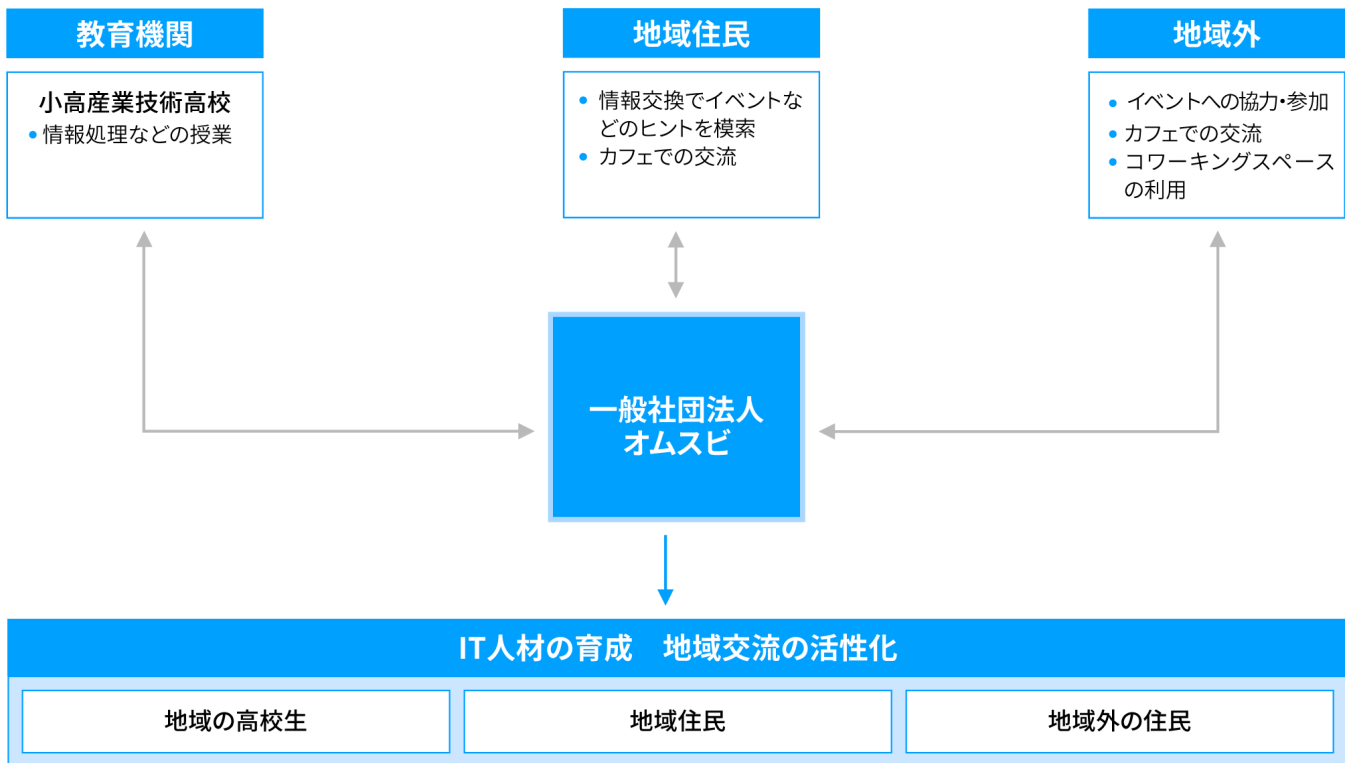 教育機関
小高産業技術高校
• 情報処理などの授業
地域住民
• 情報交換でイベントな
どのヒントを模索
• カフェでの交流
地域外
• イベントへの協力・参加
• カフェでの交流
• コワーキングスペース
の利用
一般社団法人
オムスビ
IT人材の育成　地域交流の活性化
地域の高校生
地域住民
地域外の住民